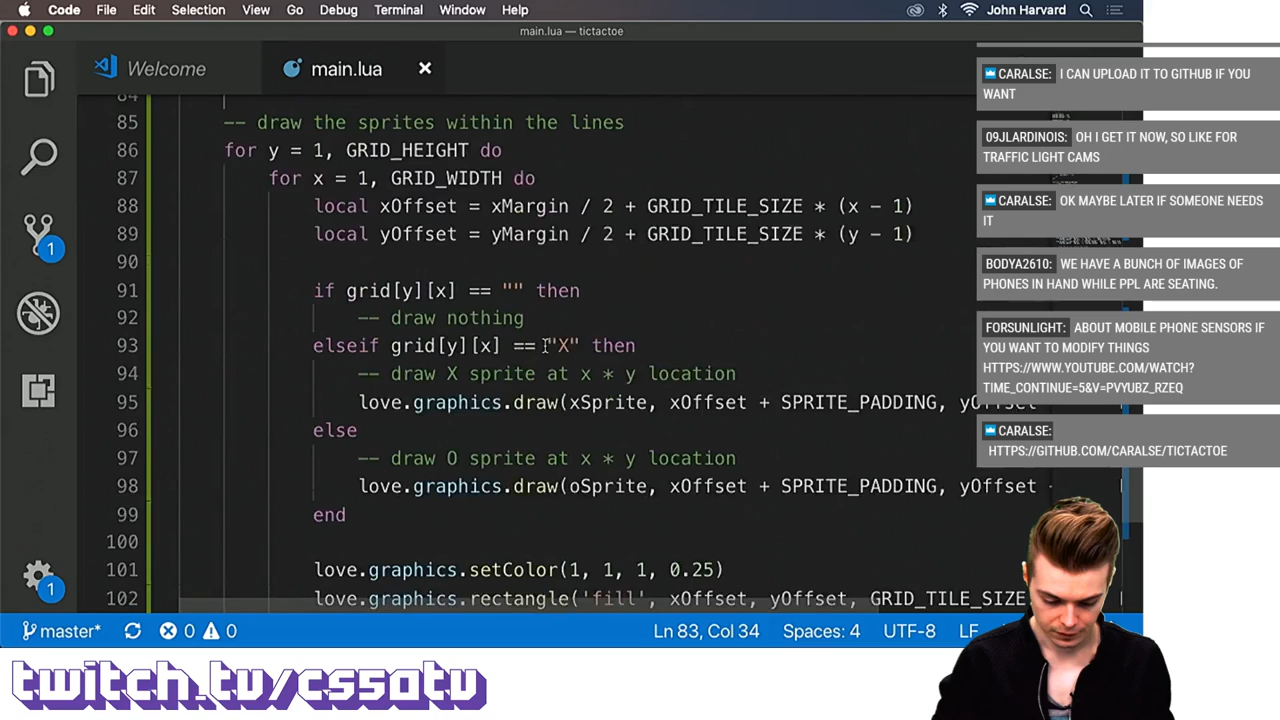 Code File Edit Selection View Go Debug Terminal Window Help John Harvard
main.lua — tictactoe
Welcome main.lua
85 -- draw the sprites within the lines
86 for y = 1, GRID_HEIGHT do
87 for x = 1, GRID_WIDTH do
88 local xOffset = xMargin / 2 + GRID_TILE_SIZE * (x - 1)
89 local yOffset = yMargin / 2 + GRID_TILE_SIZE * (y - 1)
90
91 if grid[y][x] == "" then
92 -- draw nothing
93 elseif grid[y][x] == "X" then
94 -- draw X sprite at x * y location
95 love.graphics.draw(xSprite, xOffset + SPRITE_PADDING,
96 else
97 -- draw O sprite at x * y location
98 love.graphics.draw(oSprite, xOffset + SPRITE_PADDING, yOffset
99 end
100
101 love.graphics.setColor(1, 1, 1, 0.25)
102 love.graphics.rectangle('fill', xOffset, yOffset, GRID_TILE_SIZE
1
1
master* 0 0 Ln 83, Col 34 Spaces: 4 UTF-8 LF
CARALSE: I CAN UPLOAD IT TO GITHUB IF YOU
WANT
09JLARDINOIS: OH I GET IT NOW, SO LIKE FOR
TRAFFIC LIGHT CAMS
CARALSE: OK MAYBE LATER IF SOMEONE NEEDS
IT
BODYA2610: WE HAVE A BUNCH OF IMAGES OF
PHONES IN HAND WHILE PPL ARE SEATING.
FORSUNLIGHT: ABOUT MOBILE PHONE SENSORS IF
YOU WANT TO MODIFY THINGS
HTTPS://WWW.YOUTUBE.COM/WATCH?
TIME_CONTINUE=5&V=PVYUBZ_RZEQ
CARALSE:
HTTPS://GITHUB.COM/CARALSE/TICTACTOE
twitch.tv/cs50tv